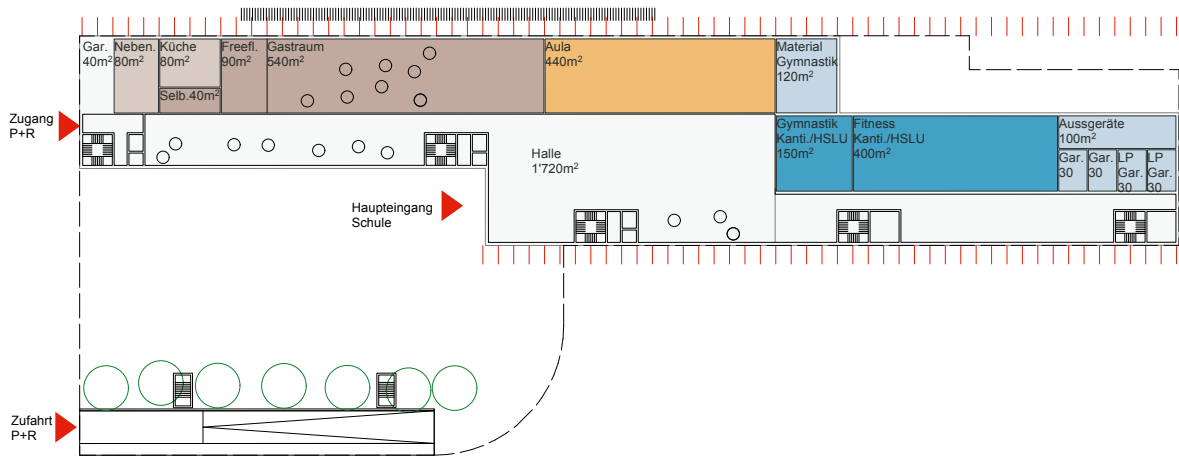 Gar.
40m²
Neben.
80m²
Küche
80m²
Selb.40m²
Freefl.
90m²
Gastraum
540m²
Aula
440m²
Material
Gymnastik
120m²
Zugang
P+R
Gymnastik
Kanti./HSLU
150m²
Fitness
Kanti./HSLU
400m²
Aussgeräte
100m²
Gar.
30
Gar.
30
LP
Gar.
30
LP
Gar.
30
Halle
1'720m²
Haupteingang
Schule
Zufahrt
P+R